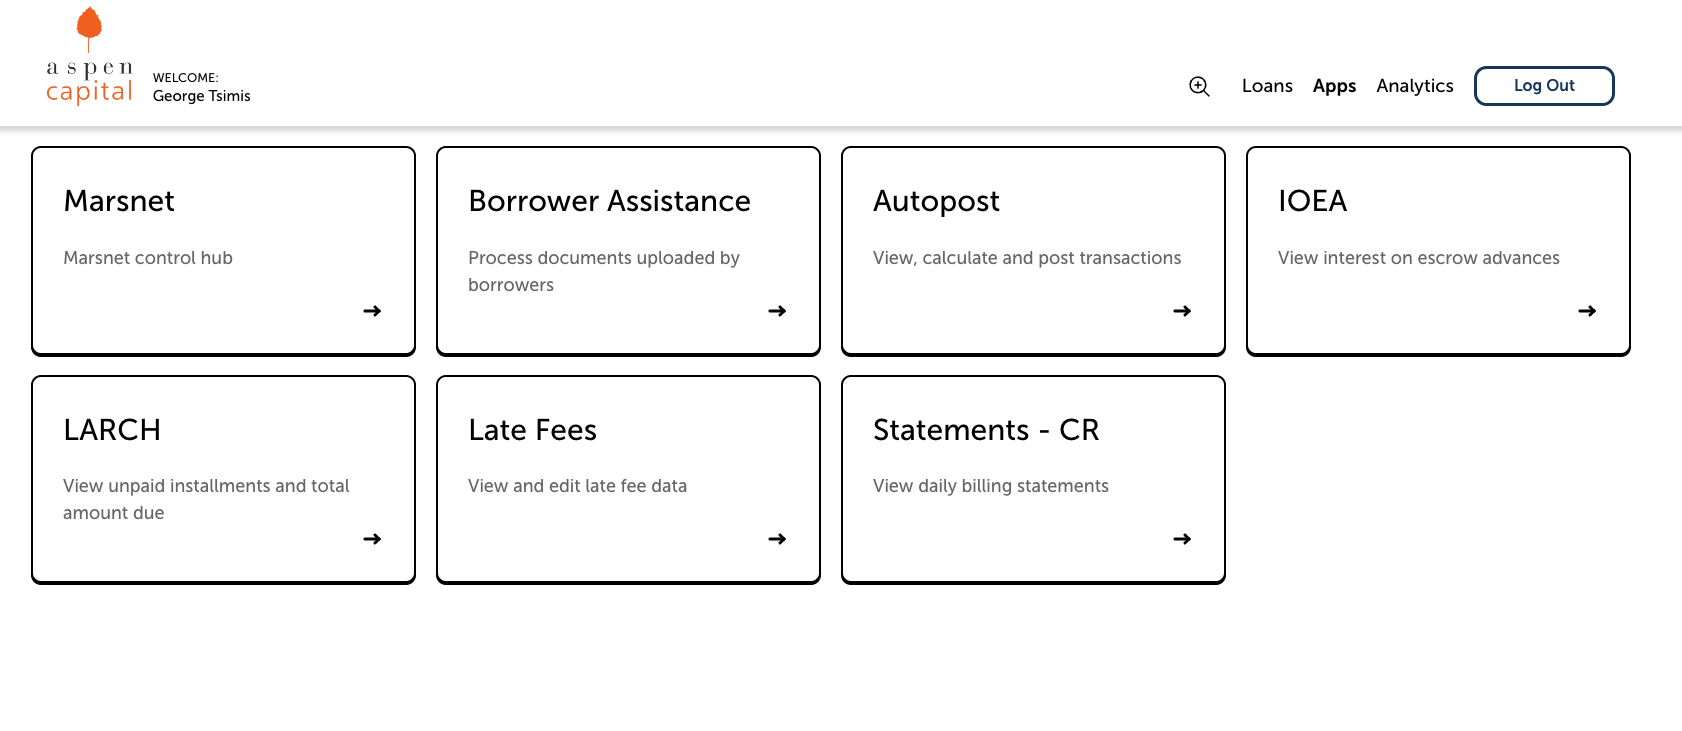 aspen
capital
WELCOME:
George Tsimis
Loans Apps Analytics Log Out
Marsnet
Marsnet control hub
Borrower Assistance
Process documents uploaded by
borrowers
Autopost
View, calculate and post transactions
IOEA
View interest on escrow advances
LARCH
View unpaid installments and total
amount due
Late Fees
View and edit late fee data
Statements - CR
View daily billing statements